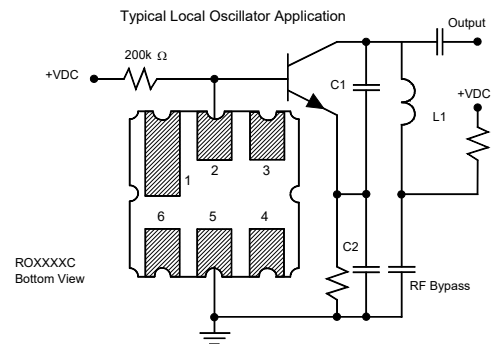 Typical Local Oscillator Application
Output
200k Ω
+VDC
C1
+VDC
L1
1
2
3
6
5
4
C2
ROXXXXC
Bottom View
RF Bypass